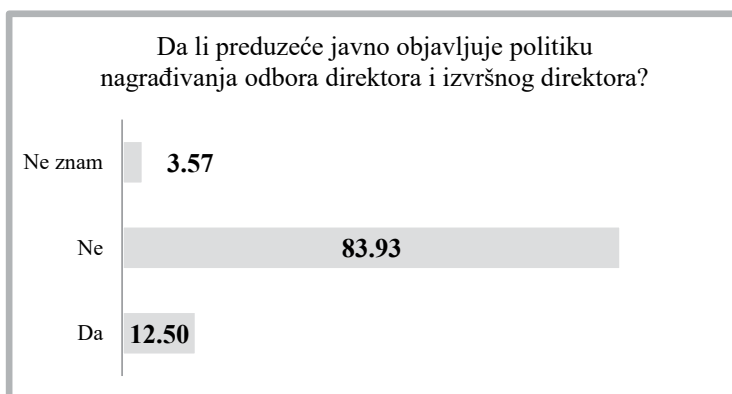 Da li preduzeće javno objavljuje politiku
nagrađivanja odbora direktora i izvršnog direktora?
Ne znam 3.57
Ne 83.93
Da 12.50